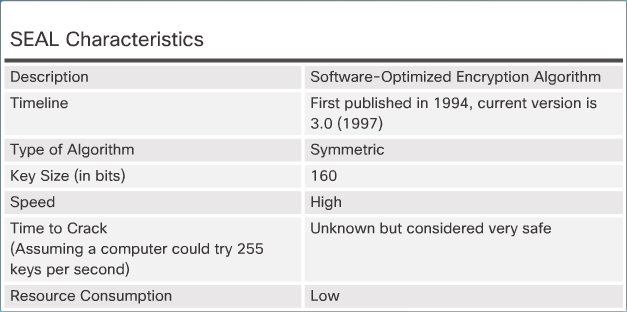 SEAL Characteristics
Description Software-Optimized Encryption Algorithm
Timeline First published in 1994, current version is
3.0 (1997)
Type of Algorithm Symmetric
Key Size (in bits) 160
Speed High
Time to Crack Unknown but considered very safe
(Assuming a computer could try 255
keys per second)
Resource Consumption Low